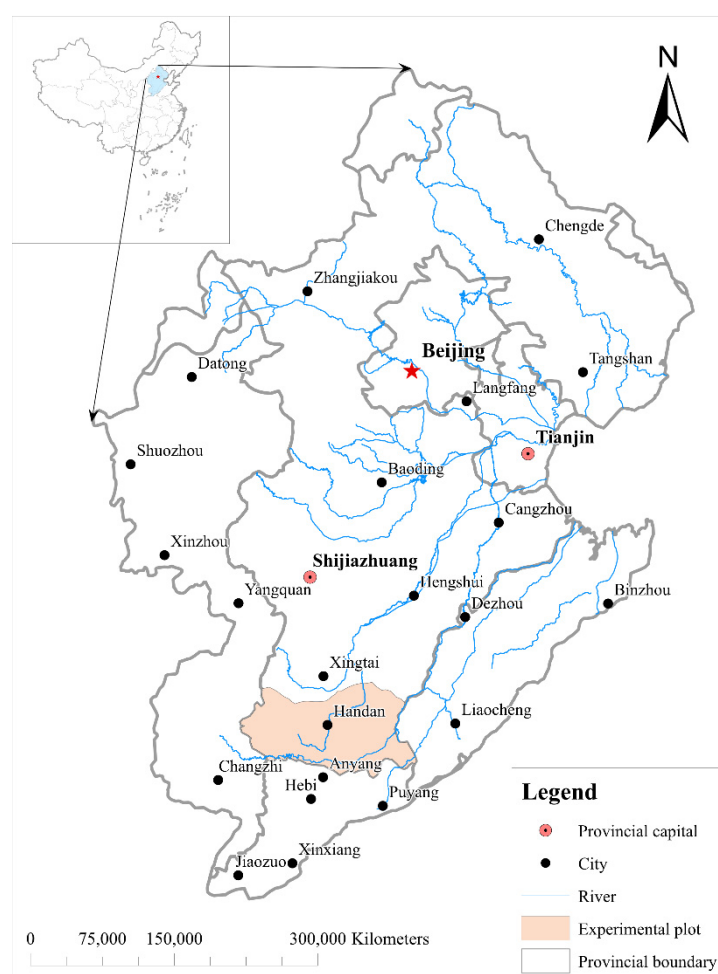 N
Chengde
Zhangjiakou
Beijing
Datong
Tangshan
Langfang
Tianjin
Shuozhou
Baoding
Cangzhou
Xinzhou
Shijiazhuang
Hengshui
Yangquan
Dezhou
Binzhou
Xingtai
Handan
Liaocheng
Changzhi
Anyang
Hebi
Puyang
Xinxiang
Jiaozuo
Legend
Provincial capital
City
River
Experimental plot
Provincial boundary
0 75,000 150,000 300,000 Kilometers